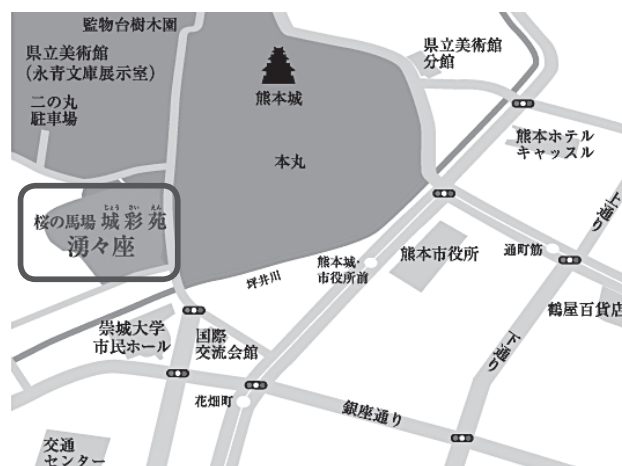 監物台樹木園
県立美術館
（永青文庫展示室）
二の丸
駐車場
熊本城
本丸
県立美術館
分館
熊本ホテル
キャッスル
上通り
桜の馬場 城彩苑
じょう さい えん
湧々座
坪井川
熊本城・
市役所前
熊本市役所
通町筋
鶴屋百貨店
崇城大学
市民ホール
国際
交流会館
下通り
花畑町
銀座通り
交通
センター